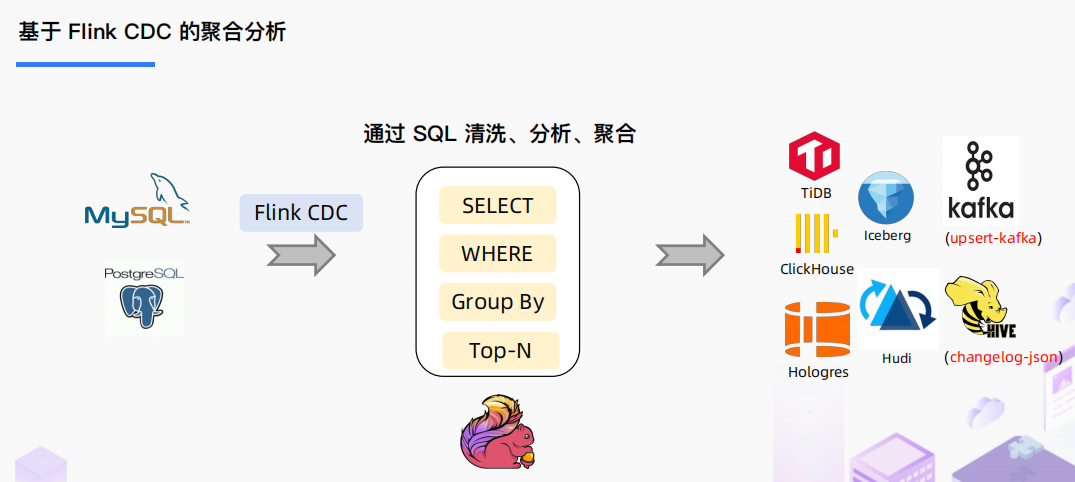 基于 Flink CDC 的聚合分析
通过 SQL 清洗、分析、聚合
MySQL
PostgreSQL
Flink CDC
SELECT
WHERE
Group By
Top-N
TiDB
Iceberg
kafka
(upsert-kafka)
ClickHouse
Hologres
Hudi
HIVE
(changelog-json)